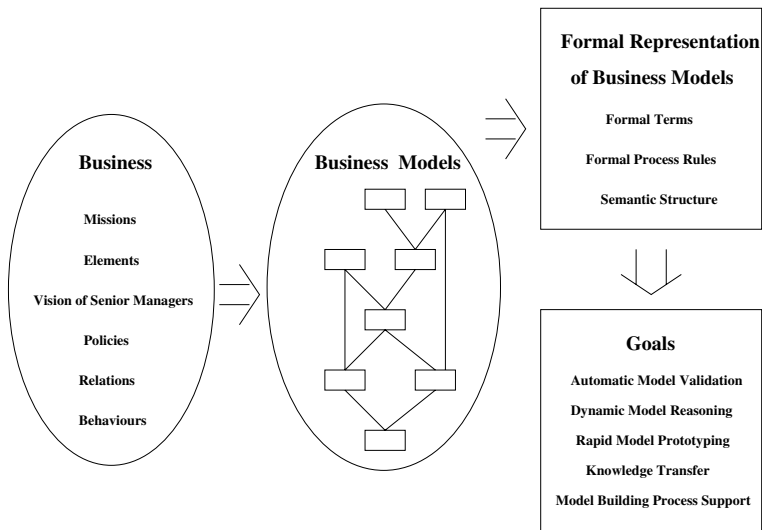 Business
Missions
Elements
Vision of Senior Managers
Policies
Relations
Behaviours
Business Models
Formal Representation
of Business Models
Formal Terms
Formal Process Rules
Semantic Structure
Goals
Automatic Model Validation
Dynamic Model Reasoning
Rapid Model Prototyping
Knowledge Transfer
Model Building Process Support